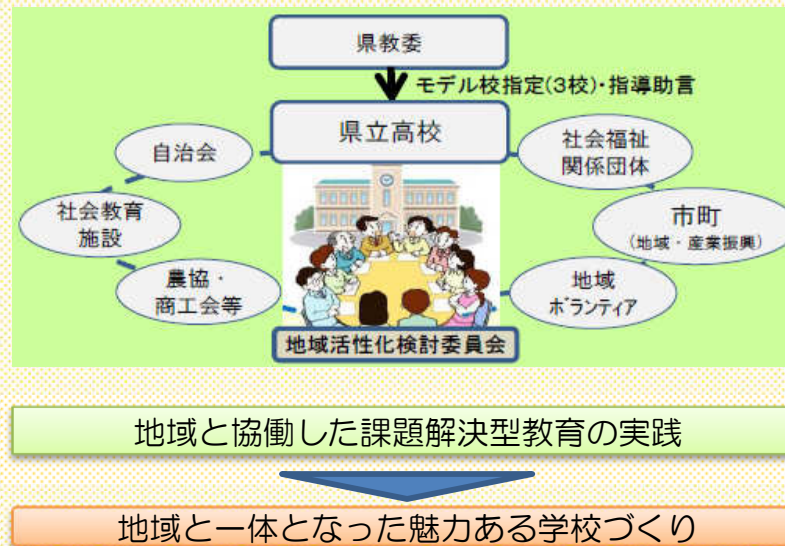 県教委
モデル校指定(3校)・指導助言
県立高校
自治会
社会福祉
関係団体
社会教育
施設
市町
(地域・産業振興)
農協・
商工会等
地域
ボランティア
地域活性化検討委員会
地域と協働した課題解決型教育の実践
地域と一体となった魅力ある学校づくり